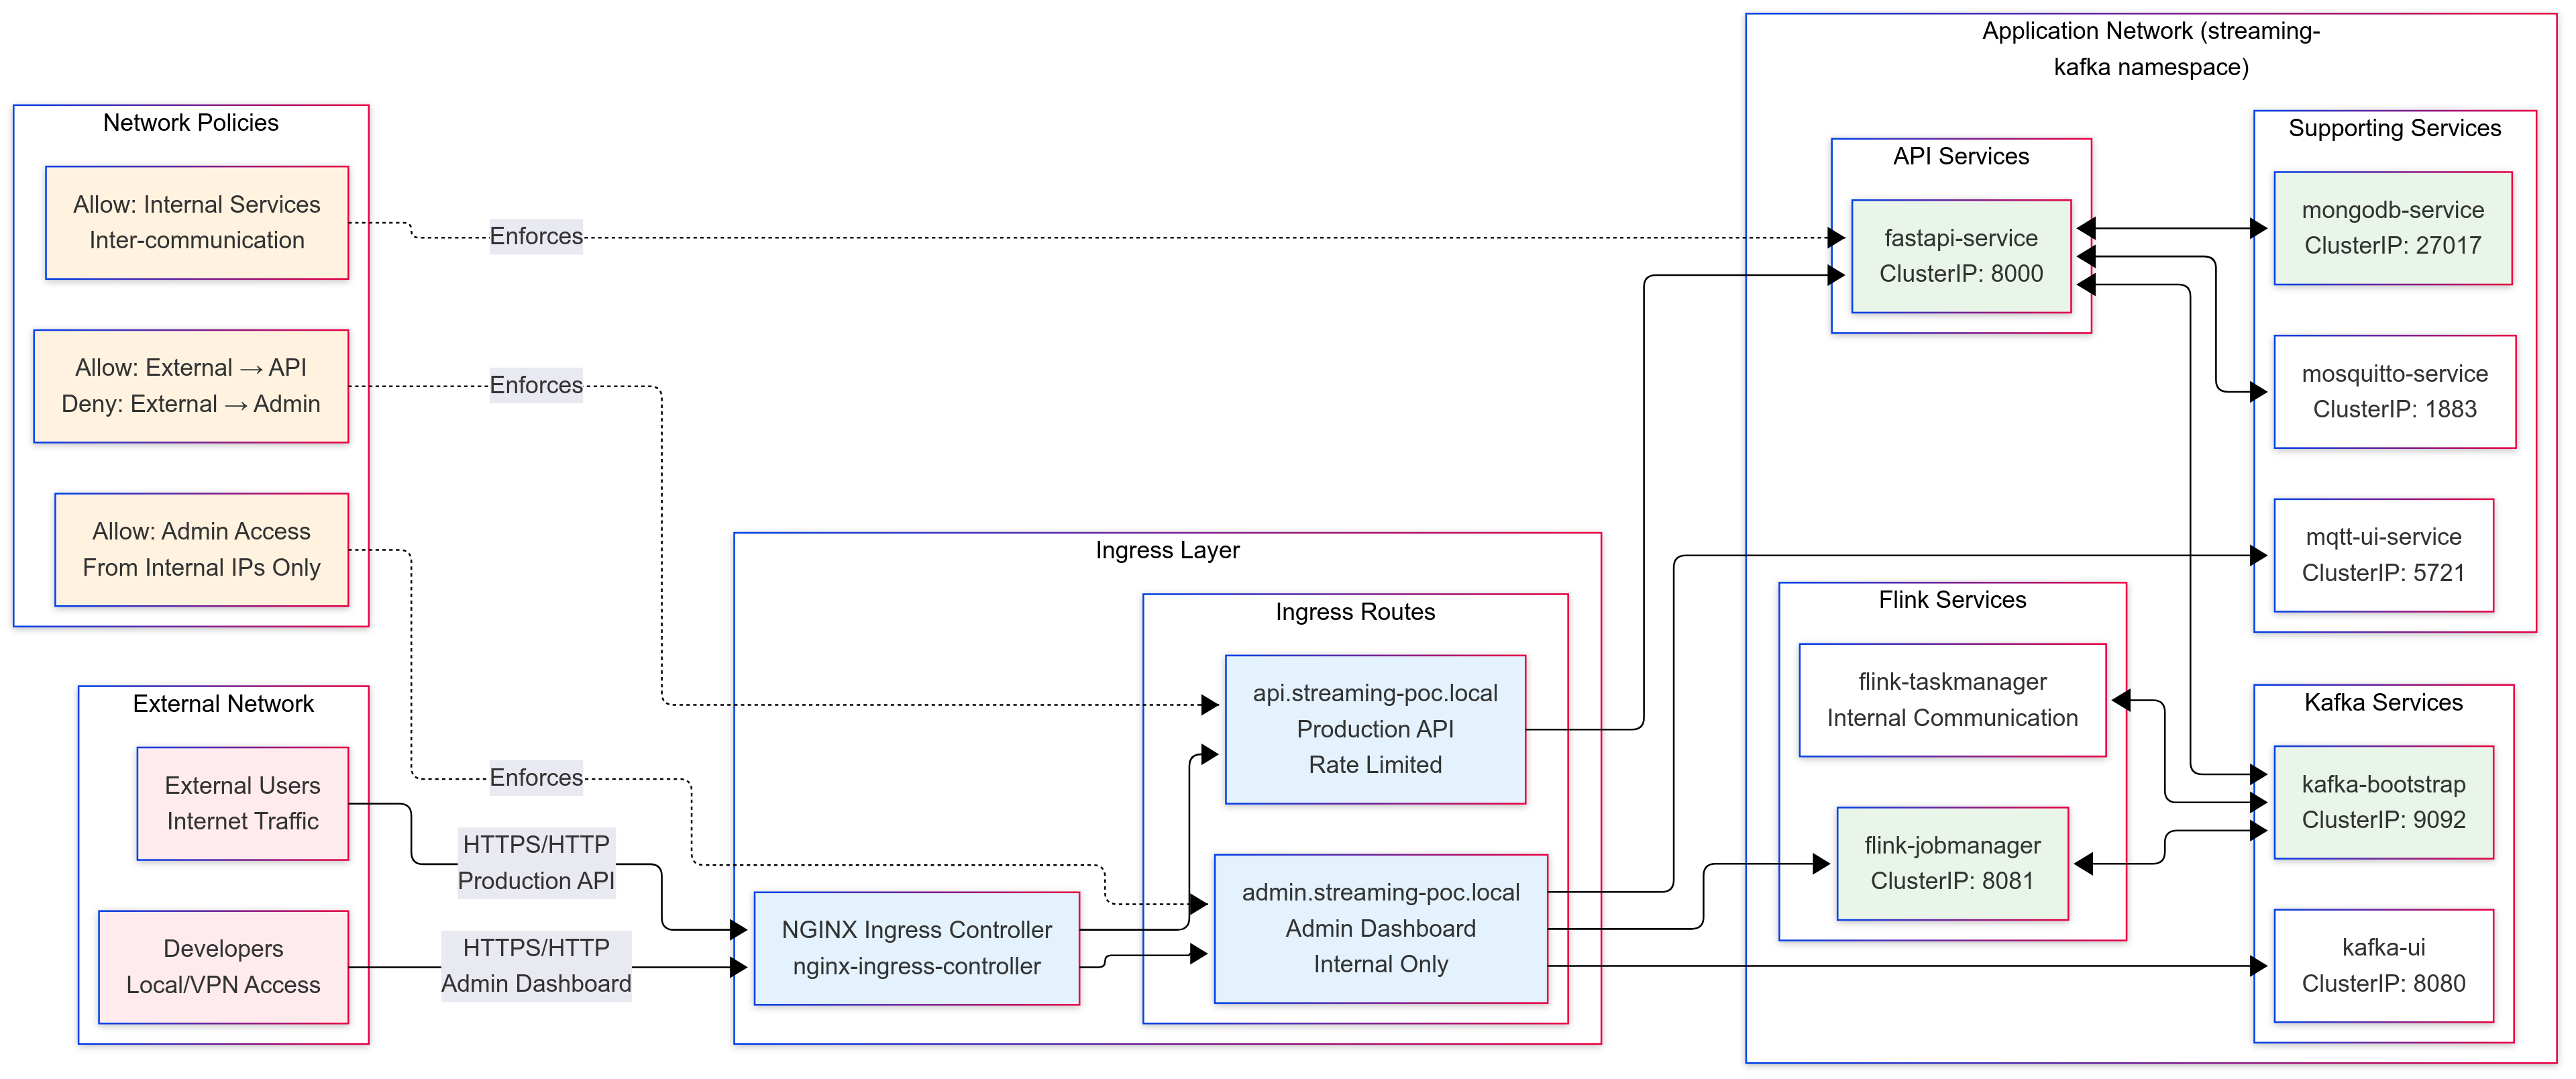 Network Policies
Allow: Internal Services
Inter-communication
Allow: External → API
Deny: External → Admin
Allow: Admin Access
From Internal IPs Only
External Network
External Users
Internet Traffic
Developers
Local/VPN Access
Enforces
Enforces
Enforces
HTTPS/HTTP
Production API
HTTPS/HTTP
Admin Dashboard
Ingress Layer
NGINX Ingress Controller
nginx-ingress-controller
Ingress Routes
api.streaming-poc.local
Production API
Rate Limited
admin.streaming-poc.local
Admin Dashboard
Internal Only
Application Network (streaming-
kafka namespace)
API Services
fastapi-service
ClusterIP: 8000
Flink Services
flink-taskmanager
Internal Communication
flink-jobmanager
ClusterIP: 8081
Supporting Services
mongodb-service
ClusterIP: 27017
mosquitto-service
ClusterIP: 1883
mqtt-ui-service
ClusterIP: 5721
Kafka Services
kafka-bootstrap
ClusterIP: 9092
kafka-ui
ClusterIP: 8080